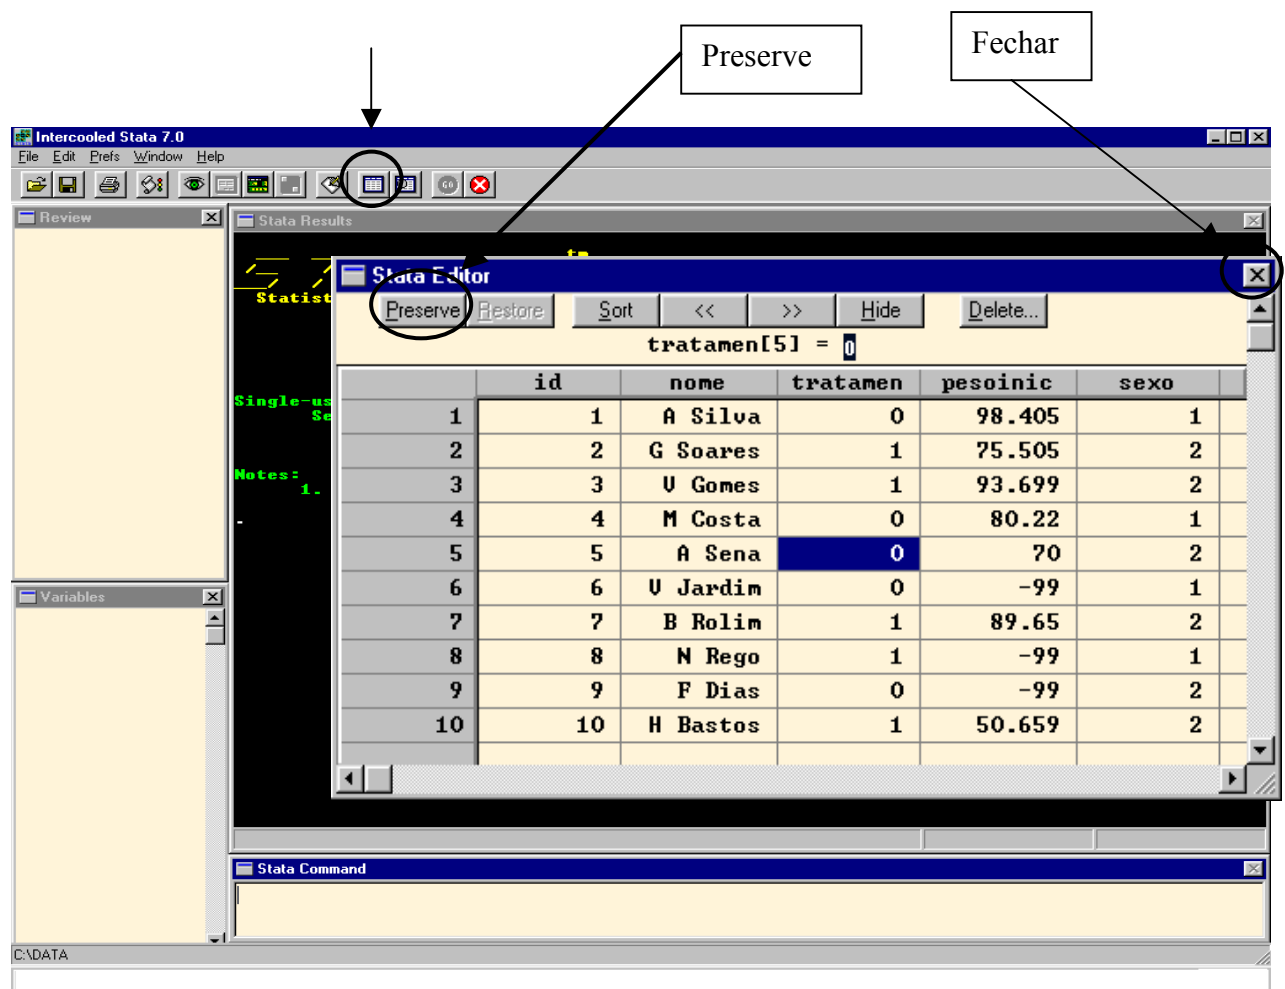 Preserve
Fechar
Intercooled Stata 7.0
File Edit Prefs Window Help
GO
Review
Stata Results
tm
Statist
Single-us
Se
Notes:
1.
.
Stata Editor
Preserve Restore Sort << >> Hide Delete...
tratamen[5] = 0
id nome tratamen pesoinic sexo
1 1 A Silva 0 98.405 1
2 2 G Soares 1 75.505 2
3 3 V Gomes 1 93.699 2
4 4 M Costa 0 80.22 1
5 5 A Sena 0 70 2
6 6 V Jardim 0 -99 1
7 7 B Rolim 1 89.65 2
8 8 N Rego 1 -99 1
9 9 F Dias 0 -99 2
10 10 H Bastos 1 50.659 2
Variables
Stata Command
C:\DATA